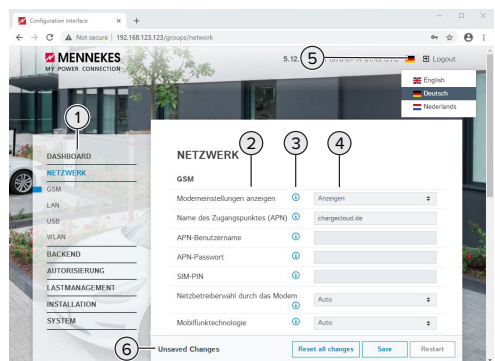 Configuration Interface
Not secure | 192.168.123.123/groups/network
MENNEKES
MY POWER CONNECTION
5.12.
5
Logout
English
Deutsch
Nederlands
1
DASHBOARD
NETZWERK
GSM
LAN
USB
WLAN
BACKEND
AUTORISIERUNG
LASTMANAGEMENT
INSTALLATION
SYSTEM
NETZWERK
2
3
4
GSM
Modemeinstellungen anzeigen Anzeigen
Name des Zugangspunktes (APN) chargecloud.de
APN-Benutzername
APN-Passwort
SIM-PIN
Netzbetreiberwahl durch das Modem Auto
Mobilfunktechnologie Auto
6
Unsaved Changes Reset all changes Save Restart